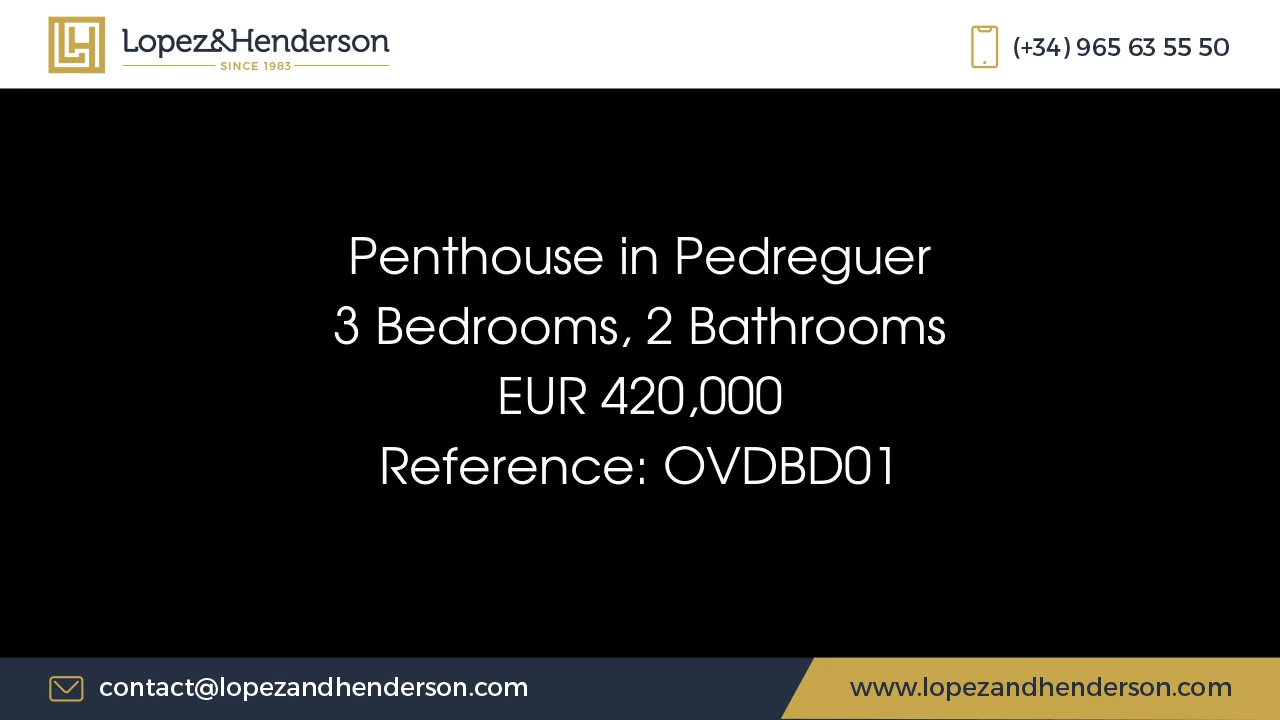 Lopez&Henderson
SINCE 1983
(+34) 965 63 55 50
Penthouse in Pedreguer
3 Bedrooms, 2 Bathrooms
EUR 420,000
Reference: OVDBD01
contact@lopezandhenderson.com
www.lopezandhenderson.com